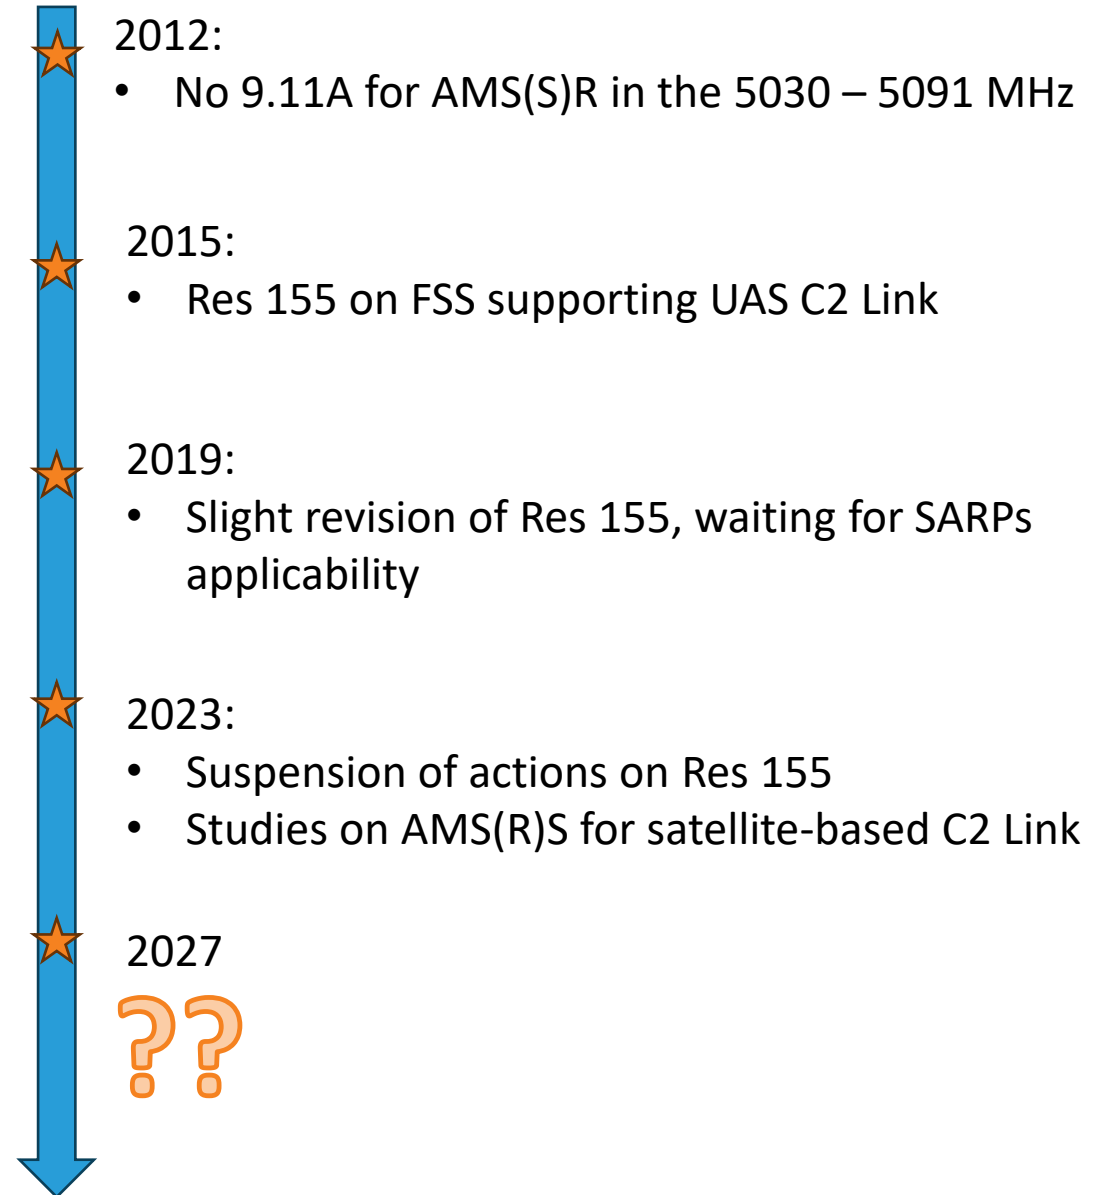 2012:
• No 9.11A for AMS(S)R in the 5030 – 5091 MHz
2015:
• Res 155 on FSS supporting UAS C2 Link
2019:
• Slight revision of Res 155, waiting for SARPs
applicability
2023:
• Suspension of actions on Res 155
• Studies on AMS(R)S for satellite-based C2 Link
2027
??